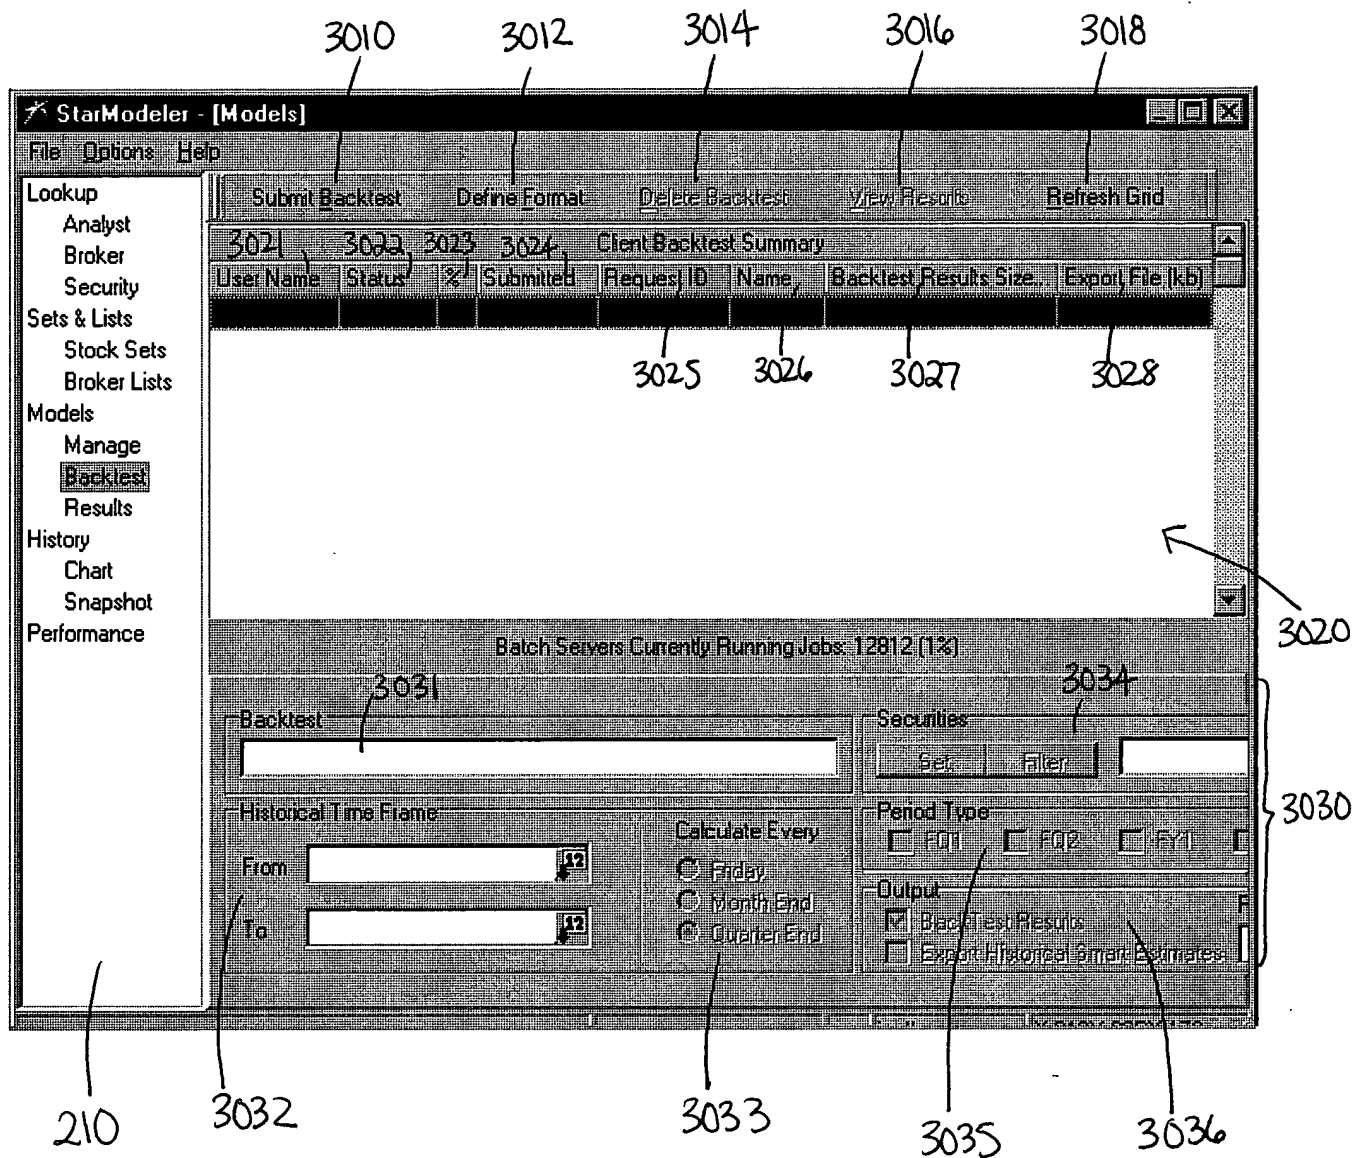 3010 3012 3014 3016 3018
StarModeler - [Models]
File Options Help
Lookup
Analyst
Broker
Security
Sets & Lists
Stock Sets
Broker Lists
Models
Manage
Backtest
Results
History
Chart
Snapshot
Performance
Submit Backtest Define Format Delete Backtest View Results Refresh Grid
3021 3022 3023 3024 Client Backtest Summary
User Name Status % Submitted Request ID Name Backtest Results Size... Export File (kb)
3025 3026 3027 3028
3020
Batch Servers Currently Running Jobs: 12812 (1%)
3031 3034
Backtest
Securities
Set Filter
3030
Historical Time Frame
From 12
To 12
Calculate Every
Friday
Month End
Quarter End
Period Type
FQ1 FQ2 FY1
Output
BackTest Results
Export Historical Smart Estimates:
F
210 3032 3033 3035 3036